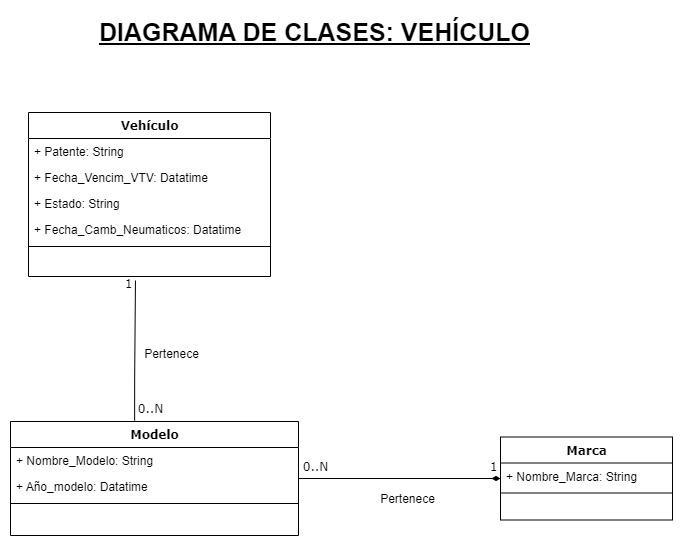 DIAGRAMA DE CLASES: VEHÍCULO
Vehículo
+ Patente: String
+ Fecha_Vencim_VTV: Datatime
+ Estado: String
+ Fecha_Camb_Neumaticos: Datatime
1
Pertenece
0..N
Modelo
+ Nombre_Modelo: String
+ Año_modelo: Datatime
0..N
1
Pertenece
Marca
+ Nombre_Marca: String